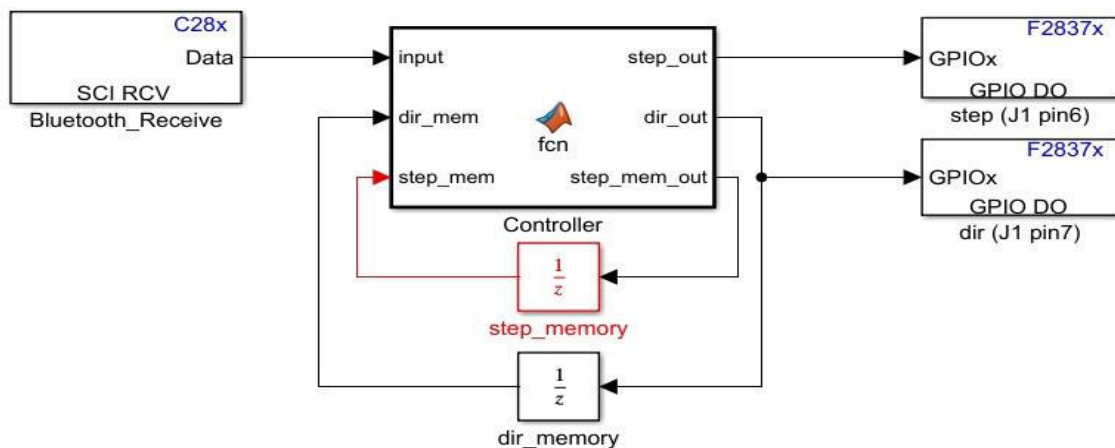 C28x
Data
SCI RCV
Bluetooth_Receive
input
dir_mem
step_mem
fcn
step_out
dir_out
step_mem_out
Controller
F2837x
GPIOx
GPIO DO
step (J1 pin6)
F2837x
GPIOx
GPIO DO
dir (J1 pin7)
1
z
step_memory
1
z
dir_memory